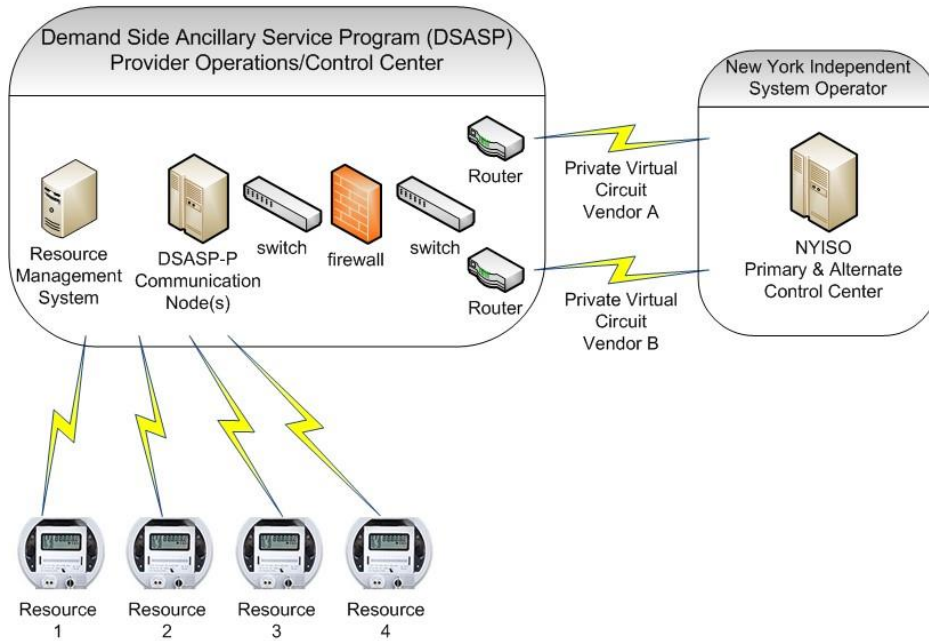 Demand Side Ancillary Service Program (DSASP)
Provider Operations/Control Center
New York Independent
System Operator
Router
Private Virtual
Circuit
Vendor A
Resource
Management
System
DSASP-P
Communication
Node(s)
switch
firewall
switch
Router
Private Virtual
Circuit
Vendor B
NYISO
Primary & Alternate
Control Center
Resource
1
Resource
2
Resource
3
Resource
4